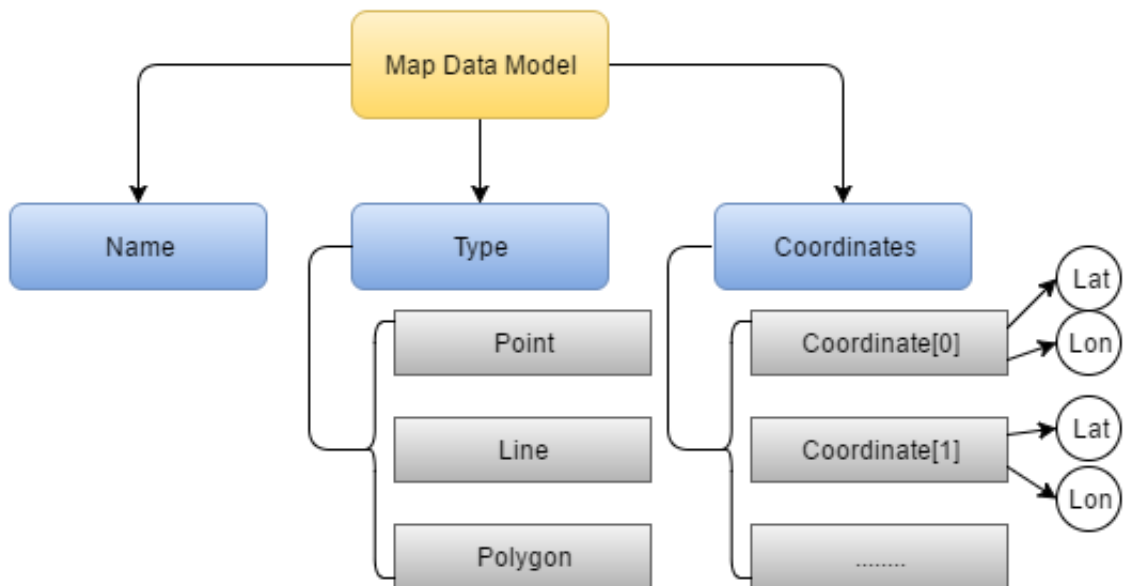 Map Data Model
Name
Type
Coordinates
Lat
Point
Coordinate[0]
Lon
Line
Coordinate[1]
Lat
Lon
Polygon
........